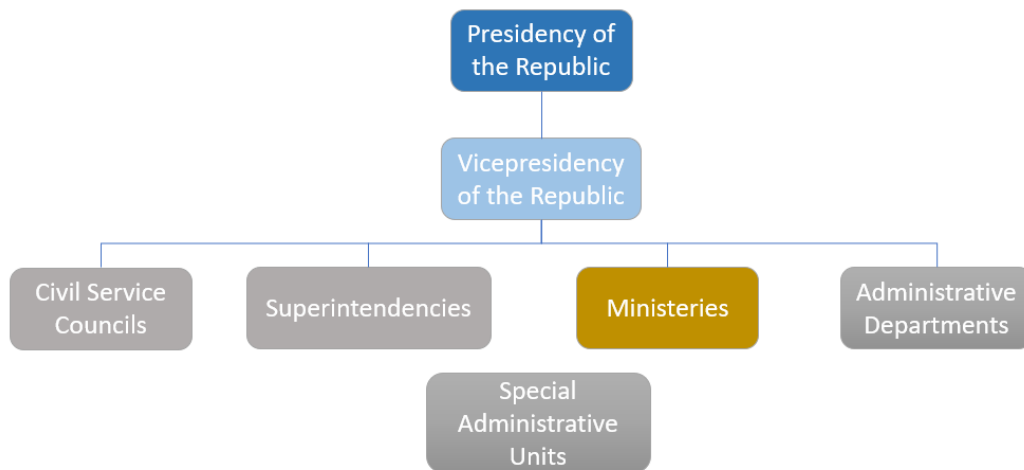 Presidency of
the Republic
Vicepresidency
of the Republic
Civil Service
Councils
Superintendencies
Ministeries
Administrative
Departments
Special
Administrative
Units